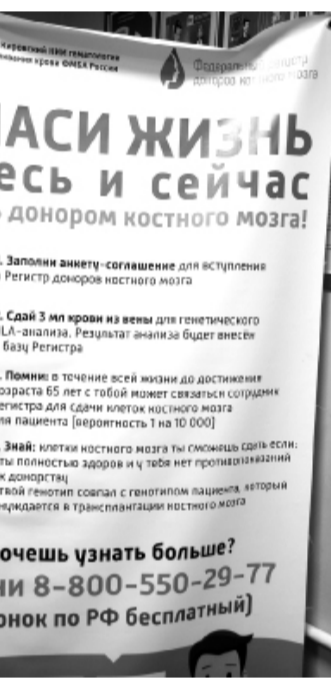 Кировский НИИ гематологии
крови ФМБА России
Федеральный регистр
доноров костного мозга
АСИ ЖИЗНЬ
есь и сейчас
донором костного мозга!
Заполни анкету-соглашение для вступления
Регистр доноров костного мозга
Сдай 3 мл крови из вены для генетического
LA-анализа. Результат анализа будет внесён
базу Регистра
Помни: в течение всей жизни до достижения
озраста 65 лет с тобой может связаться сотрудник
егистра для сдачи клеток костного мозга
ля пациента [вероятность 1 на 10 000]
Знай: клетки костного мозга ты сможешь сдать если:
ты полностью здоров и у тебя нет противопоказаний
к донорству
твой генотип совпал с генотипом пациента, который
нуждается в трансплантации костного мозга
очешь узнать больше?
ни 8-800-550-29-77
онок по РФ бесплатный)